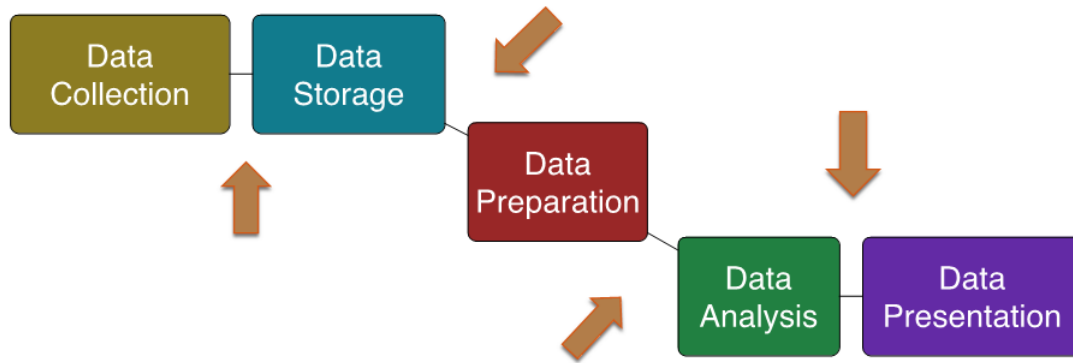 Data
Collection
Data
Storage
Data
Preparation
Data
Analysis
Data
Presentation